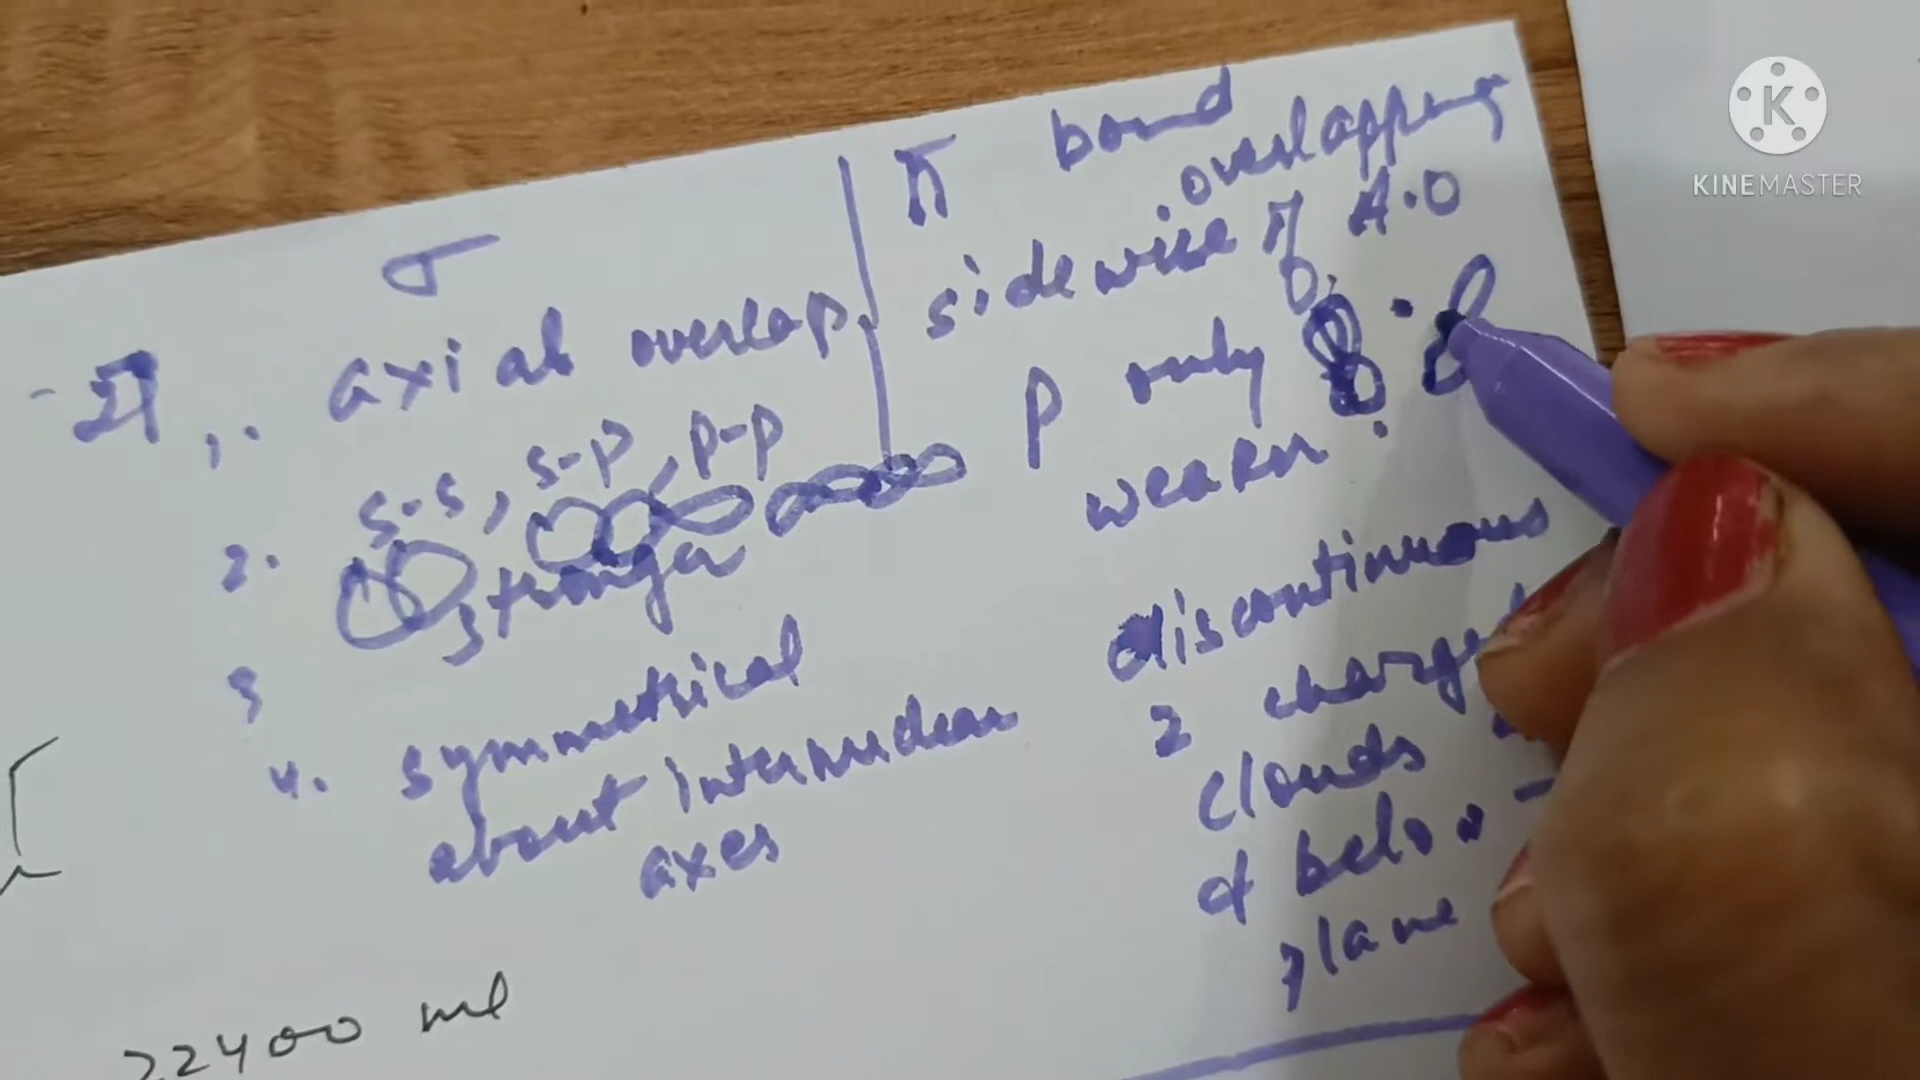 σ
- 21
1. axial overlap.
2. s-s, s-p, p-p
3 stronger
4. symmetrical
about internuclear
axes
π bond
sidewise overlapping
of A.O
p only
weaker
discontinuous
2 charged
clouds
& below
plane
22400 ml
K
KINEMASTER